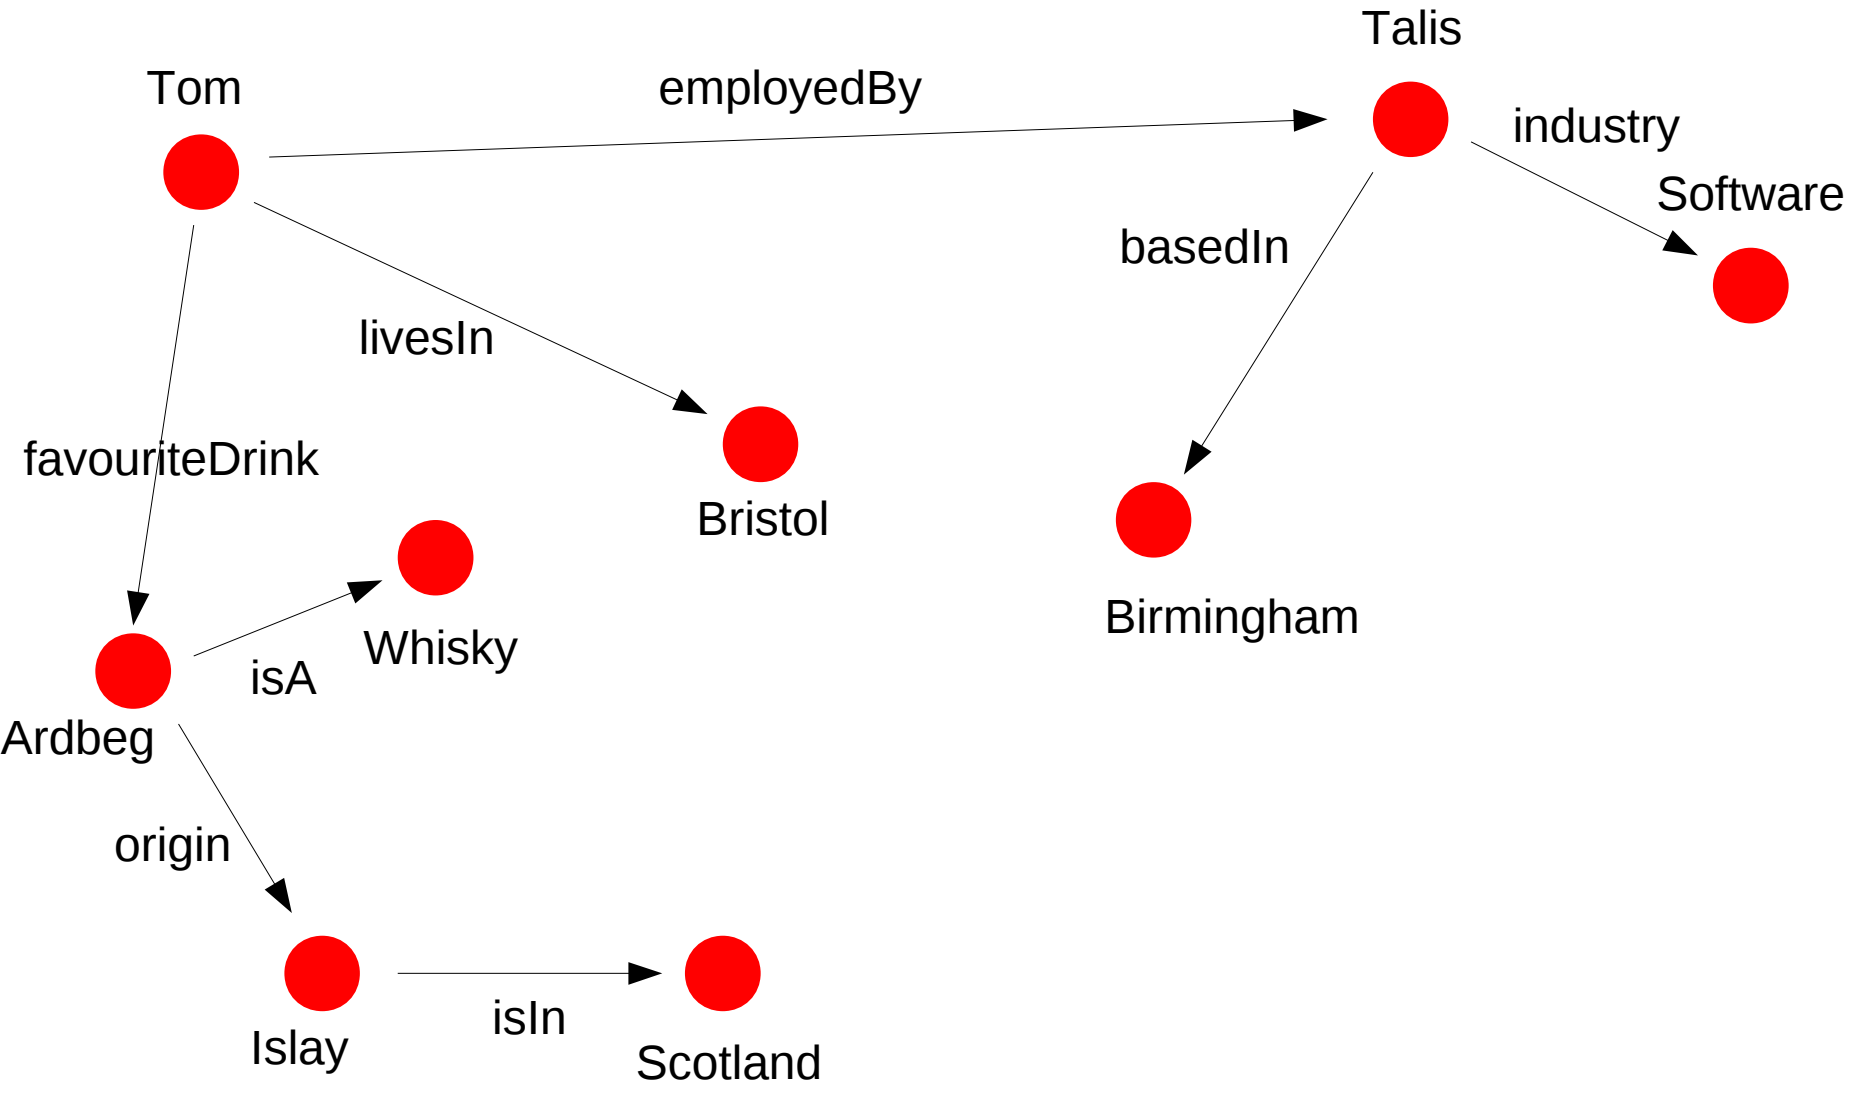 Talis
Tom
employedBy
industry
Software
basedIn
livesIn
favouriteDrink
Bristol
Birmingham
Whisky
isA
Ardbeg
origin
isIn
Islay
Scotland